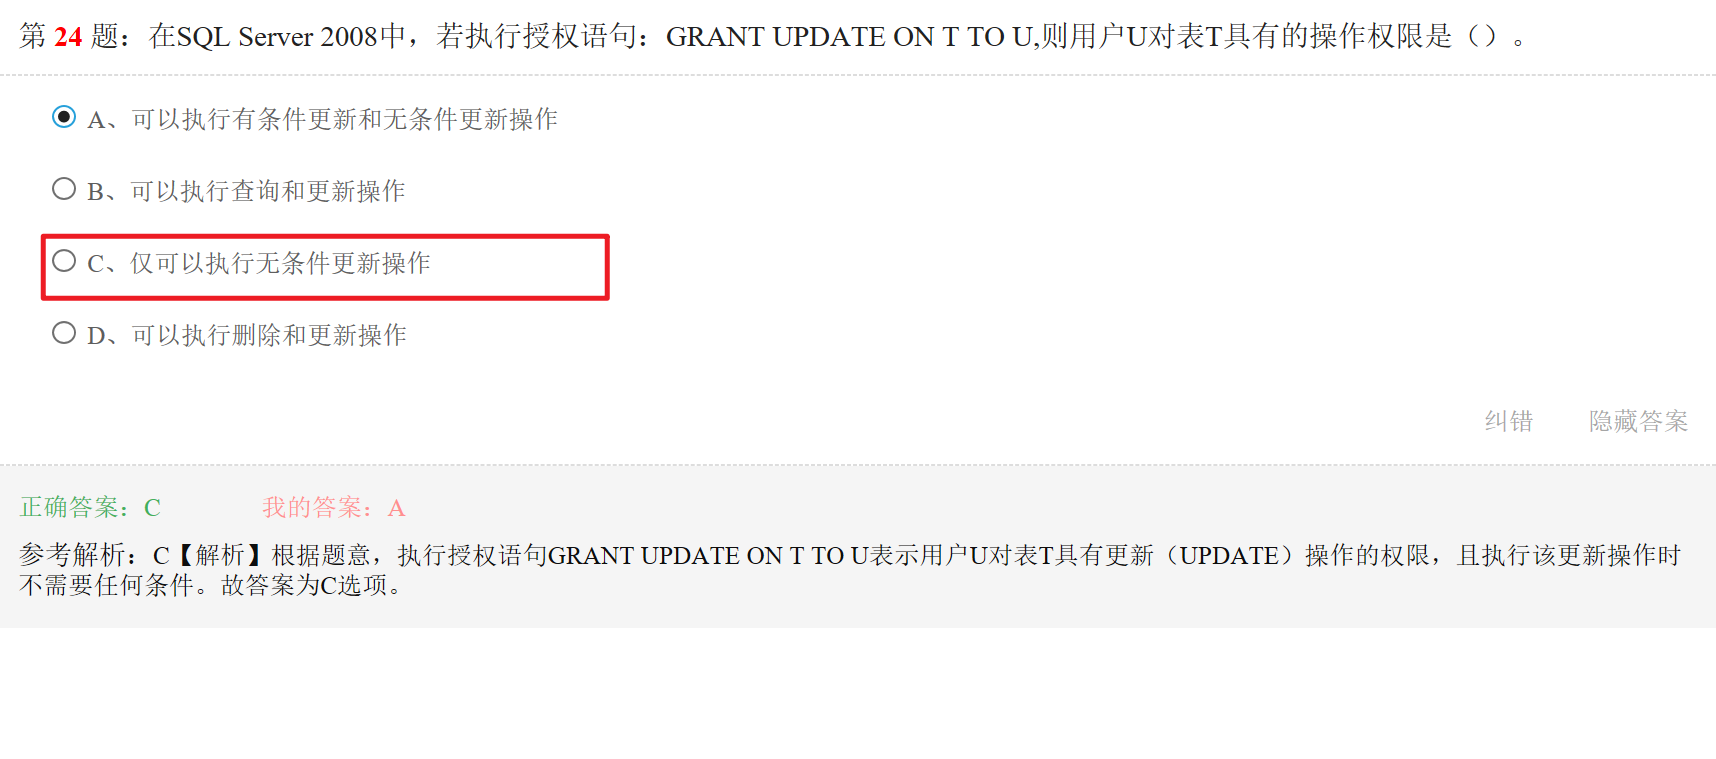 第 24 题：在SQL Server 2008中，若执行授权语句：GRANT UPDATE ON T TO U,则用户U对表T具有的操作权限是（）。
A、可以执行有条件更新和无条件更新操作
B、可以执行查询和更新操作
C、仅可以执行无条件更新操作
D、可以执行删除和更新操作
纠错 隐藏答案
正确答案：C 我的答案：A
参考解析：C【解析】根据题意，执行授权语句GRANT UPDATE ON T TO U表示用户U对表T具有更新（UPDATE）操作的权限，且执行该更新操作时
不需要任何条件。故答案为C选项。